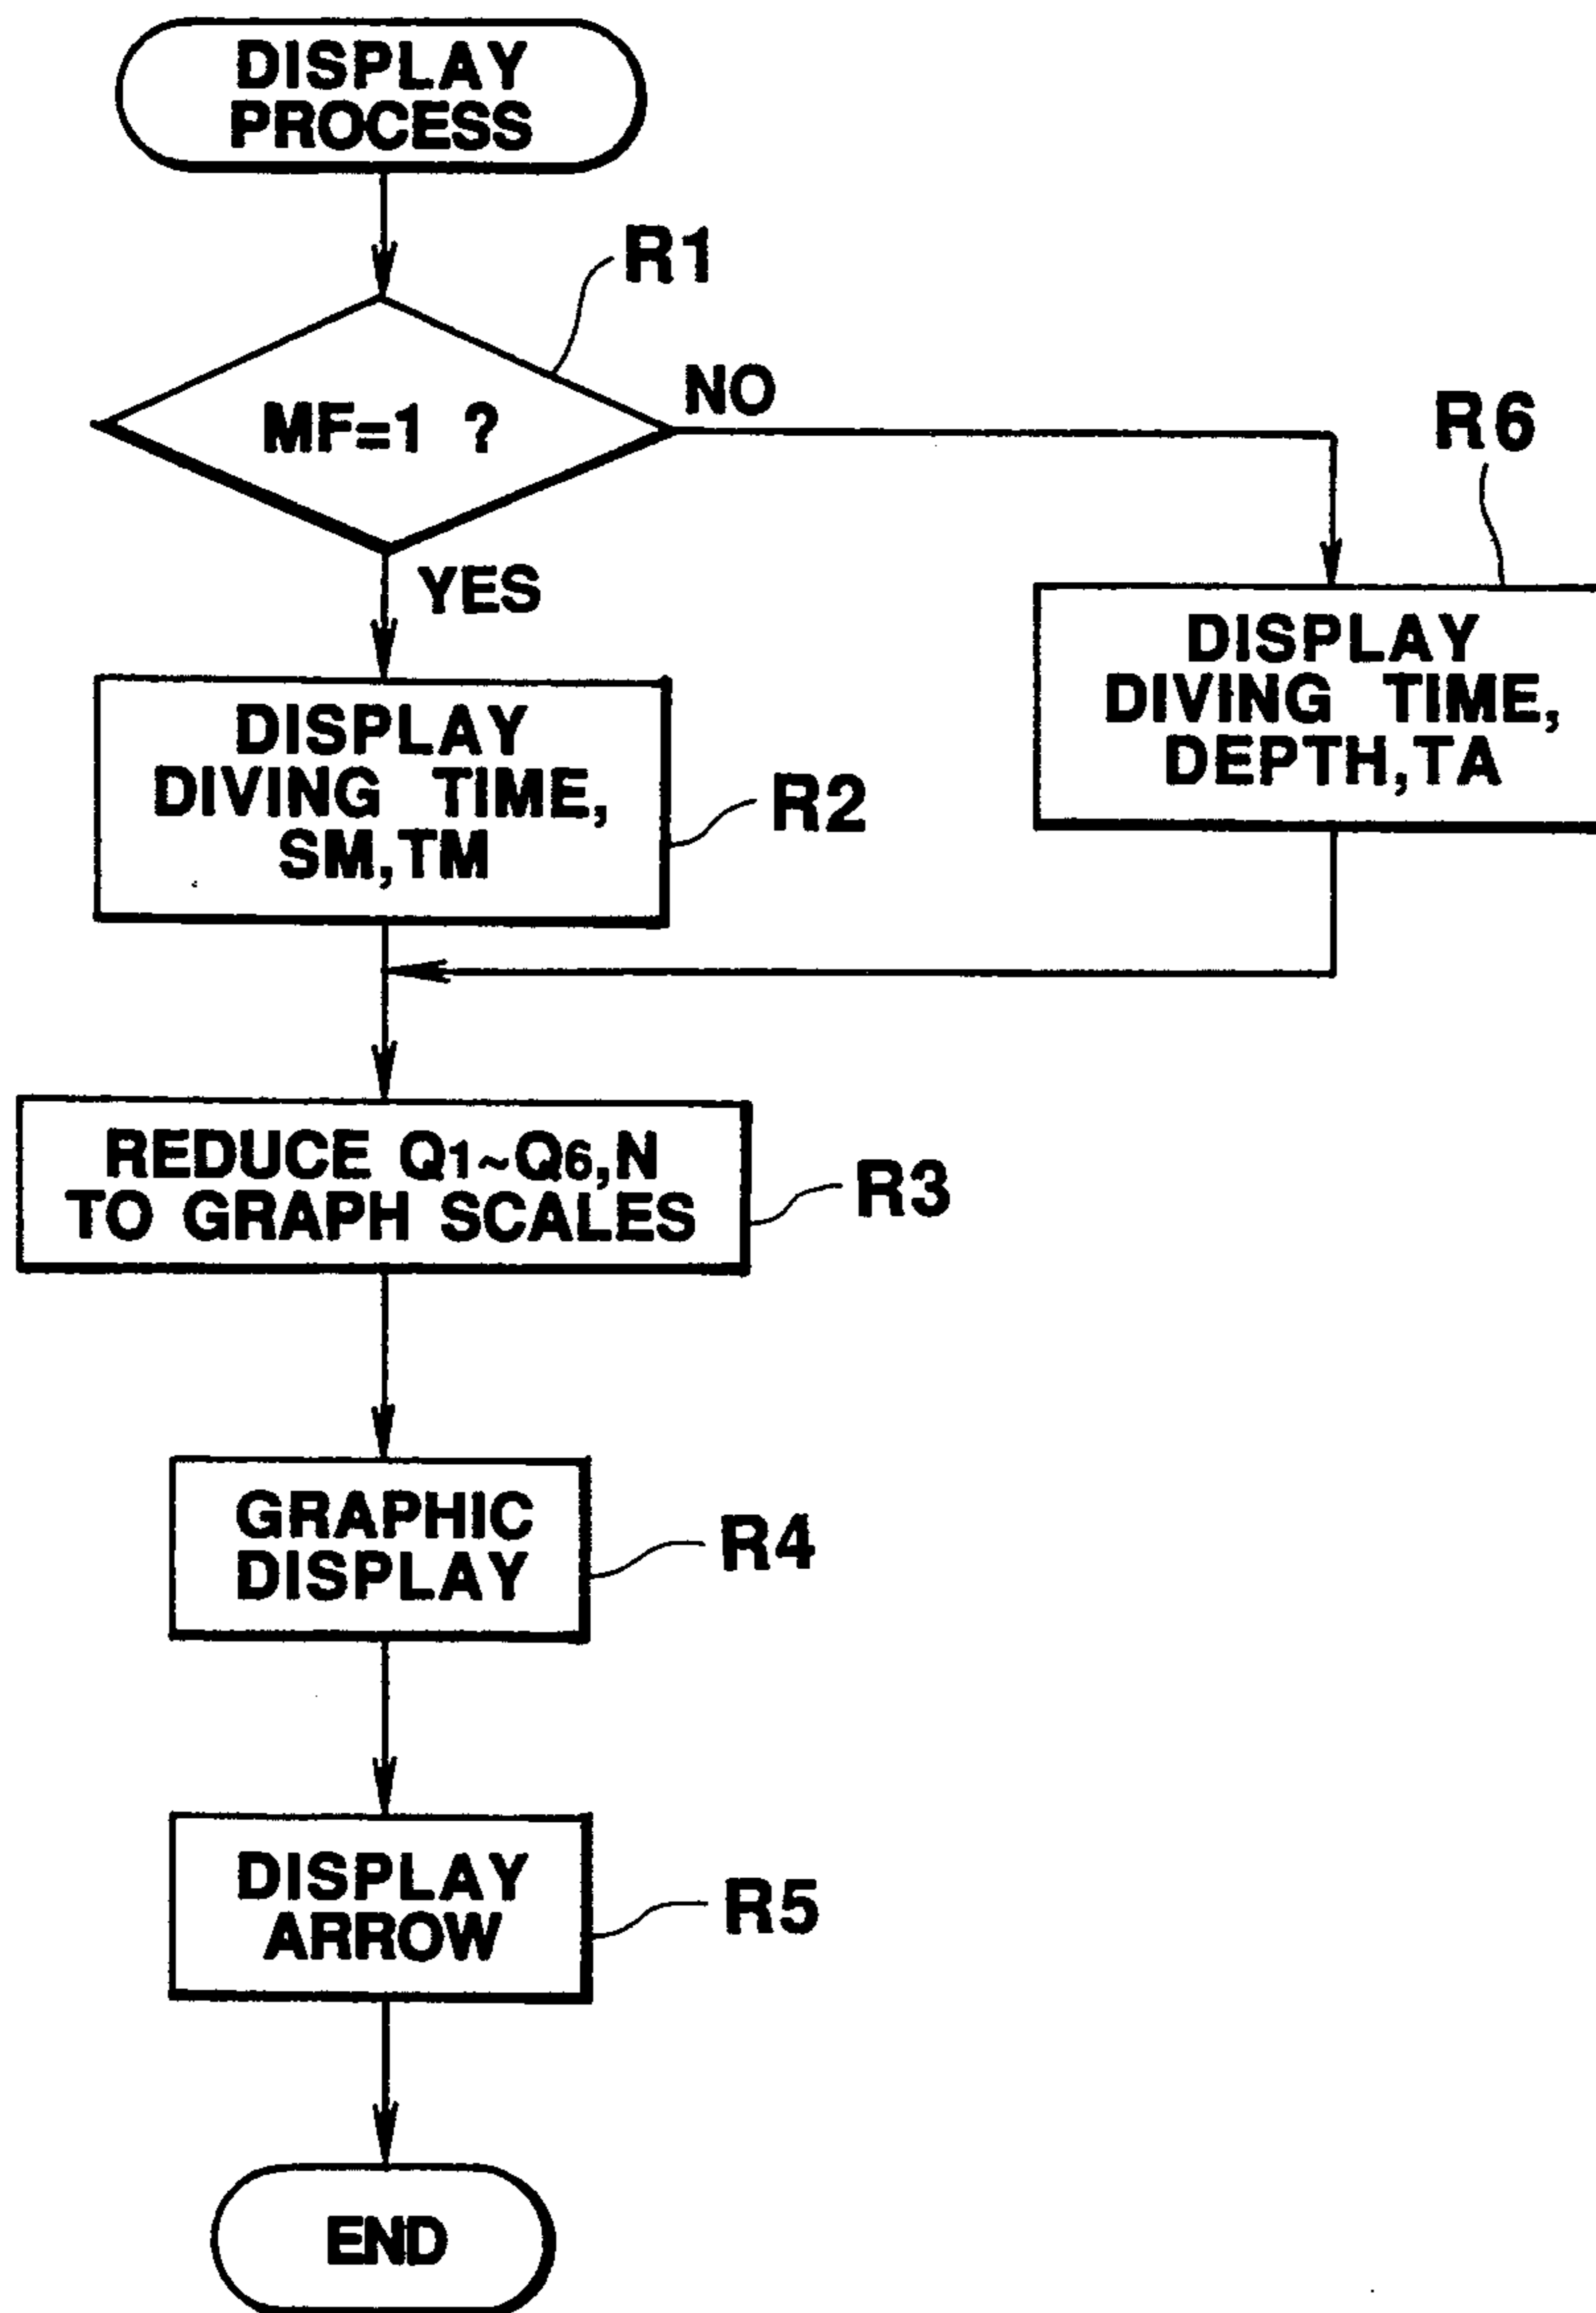 DISPLAY
PROCESS
R1
MF=1 ?
NO
R6
YES
DISPLAY
DIVING TIME,
SM,TM
R2
DISPLAY
DIVING TIME,
DEPTH,TA
REDUCE Q1~Q6,N
TO GRAPH SCALES
R3
GRAPHIC
DISPLAY
R4
DISPLAY
ARROW
R5
END